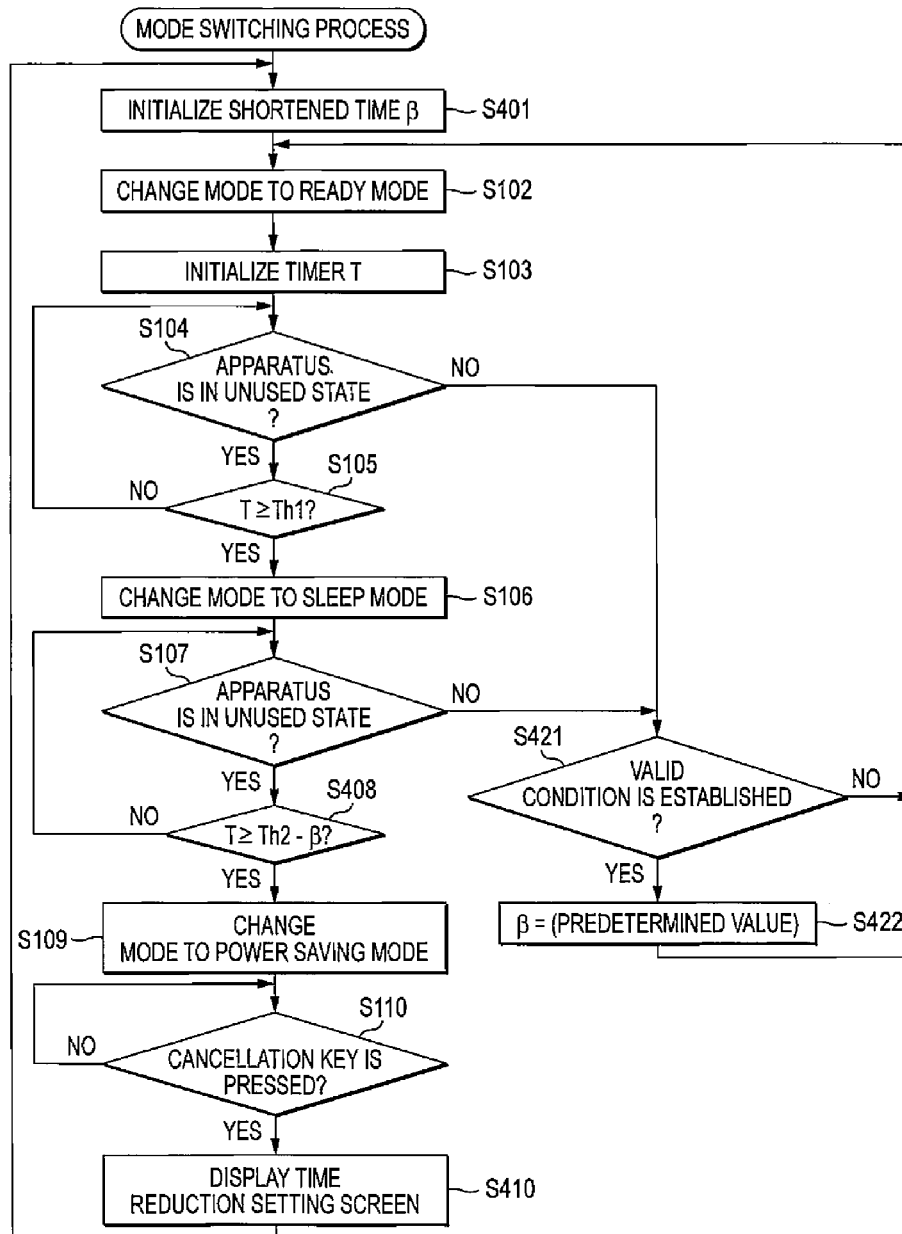 MODE SWITCHING PROCESS
INITIALIZE SHORTENED TIME β
S401
CHANGE MODE TO READY MODE
S102
INITIALIZE TIMER T
S103
S104
APPARATUS
IS IN UNUSED STATE
?
NO
YES
S105
NO
T ≥ Th1?
YES
CHANGE MODE TO SLEEP MODE
S106
S107
APPARATUS
IS IN UNUSED STATE
?
NO
YES
S421
VALID
CONDITION IS ESTABLISHED
?
NO
YES
S408
NO
T ≥ Th2 - β?
YES
β = (PREDETERMINED VALUE)
S422
S109
CHANGE
MODE TO POWER SAVING MODE
S110
NO
CANCELLATION KEY IS
PRESSED?
YES
DISPLAY TIME
REDUCTION SETTING SCREEN
S410